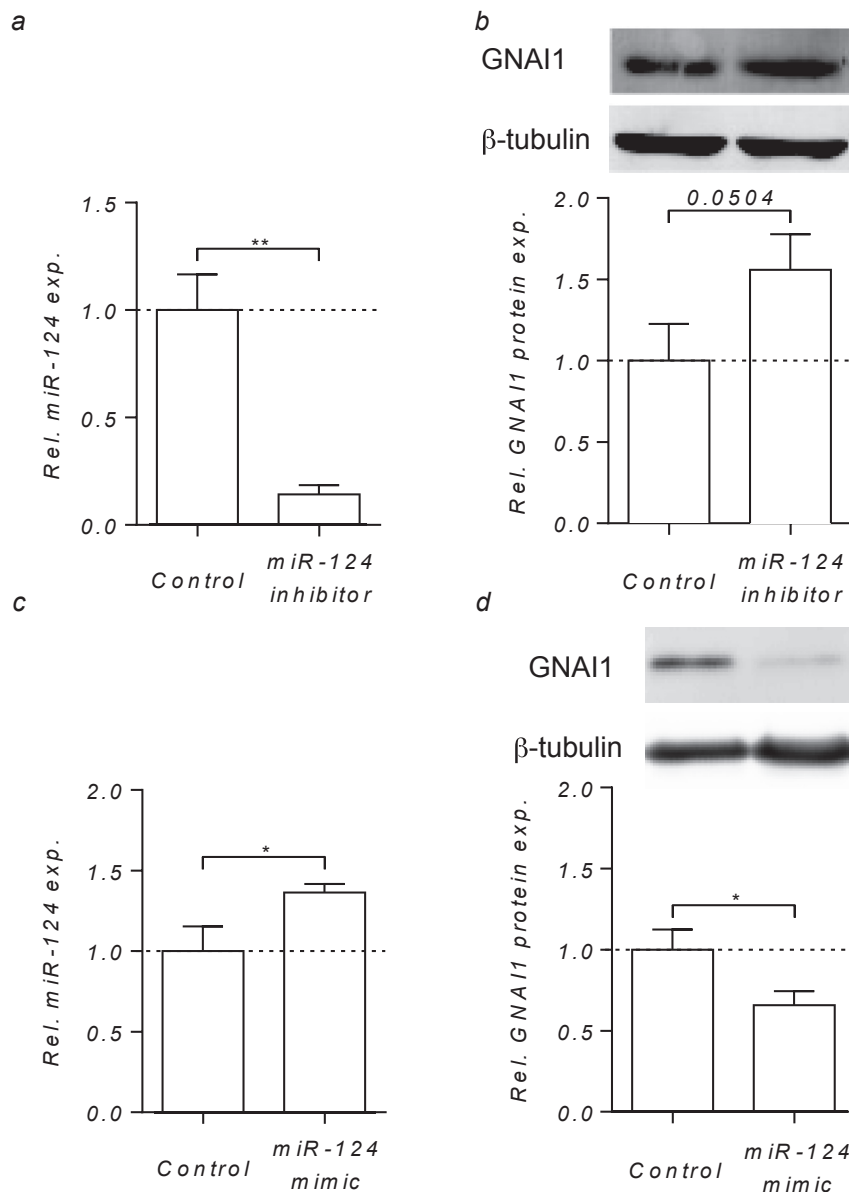 a
1.5
1.0
0.5
0.0
Rel. miR-124 exp.
**
Control
miR-124
inhibitor
b
GNAI1
β-tubulin
2.0
1.5
1.0
0.5
0.0
Rel. GNAI1 protein exp.
0.0504
Control
miR-124
inhibitor
c
2.0
1.5
1.0
0.5
0.0
Rel. miR-124 exp.
*
Control
miR-124
mimic
d
GNAI1
β-tubulin
2.0
1.5
1.0
0.5
0.0
Rel. GNAI1 protein exp.
*
Control
miR-124
mimic